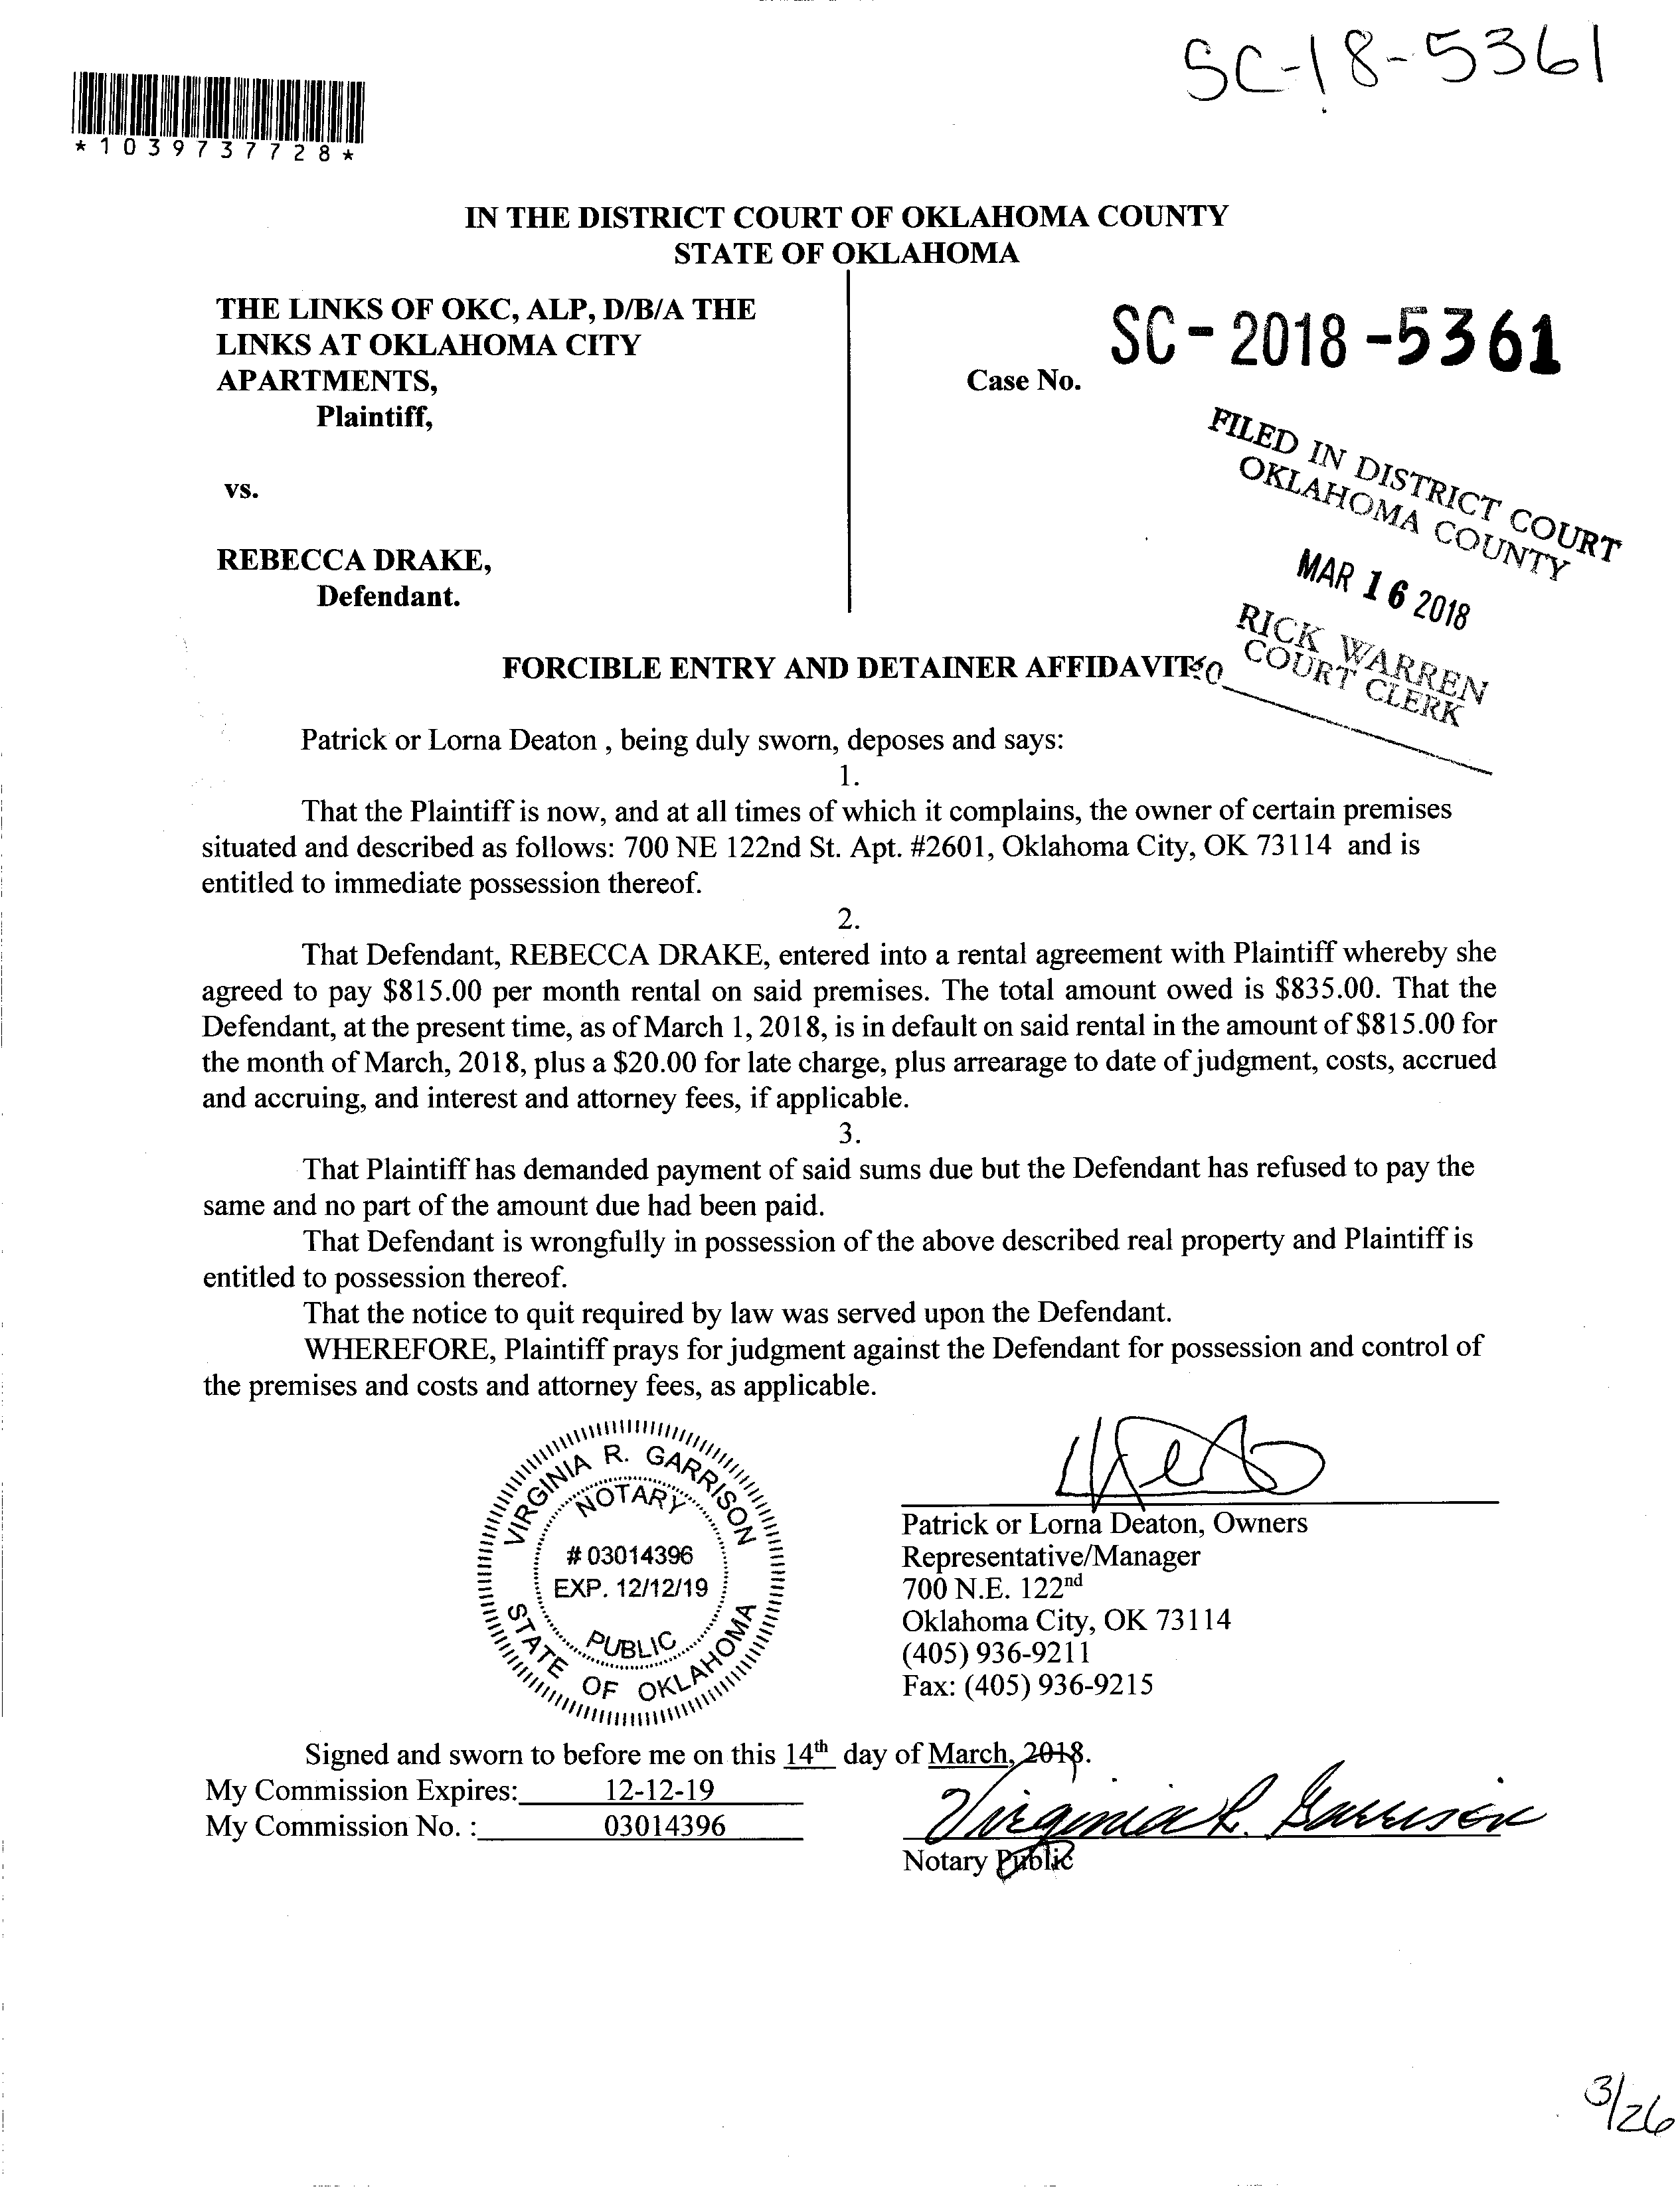 SC-18-5361
*1039737728*
IN THE DISTRICT COURT OF OKLAHOMA COUNTY
STATE OF OKLAHOMA
THE LINKS OF OKC, ALP, D/B/A THE
LINKS AT OKLAHOMA CITY
APARTMENTS,
Plaintiff,
vs.
REBECCA DRAKE,
Defendant.
SC-2018-5361
Case No.
FILED IN DISTRICT COURT
OKLAHOMA COUNTY
MAR 16 2018
RICK WARREN
COURT CLERK
40
FORCIBLE ENTRY AND DETAINER AFFIDAVIT
Patrick or Lorna Deaton , being duly sworn, deposes and says:
1.
That the Plaintiff is now, and at all times of which it complains, the owner of certain premises
situated and described as follows: 700 NE 122nd St. Apt. #2601, Oklahoma City, OK 73114 and is
entitled to immediate possession thereof.
2.
That Defendant, REBECCA DRAKE, entered into a rental agreement with Plaintiff whereby she
agreed to pay $815.00 per month rental on said premises. The total amount owed is $835.00. That the
Defendant, at the present time, as of March 1, 2018, is in default on said rental in the amount of $815.00 for
the month of March, 2018, plus a $20.00 for late charge, plus arrearage to date of judgment, costs, accrued
and accruing, and interest and attorney fees, if applicable.
3.
That Plaintiff has demanded payment of said sums due but the Defendant has refused to pay the
same and no part of the amount due had been paid.
That Defendant is wrongfully in possession of the above described real property and Plaintiff is
entitled to possession thereof.
That the notice to quit required by law was served upon the Defendant.
WHEREFORE, Plaintiff prays for judgment against the Defendant for possession and control of
the premises and costs and attorney fees, as applicable.
VIRGINIA R. GARRISON
NOTARY
# 03014396
EXP. 12/12/19
PUBLIC
STATE OF OKLAHOMA
Patrick or Lorna Deaton, Owners
Representative/Manager
700 N.E. 122nd
Oklahoma City, OK 73114
(405) 936-9211
Fax: (405) 936-9215
Signed and sworn to before me on this 14th day of March, 2018.
My Commission Expires: 12-12-19
My Commission No. : 03014396
Virginia R. Garrison
Notary Public
3/26